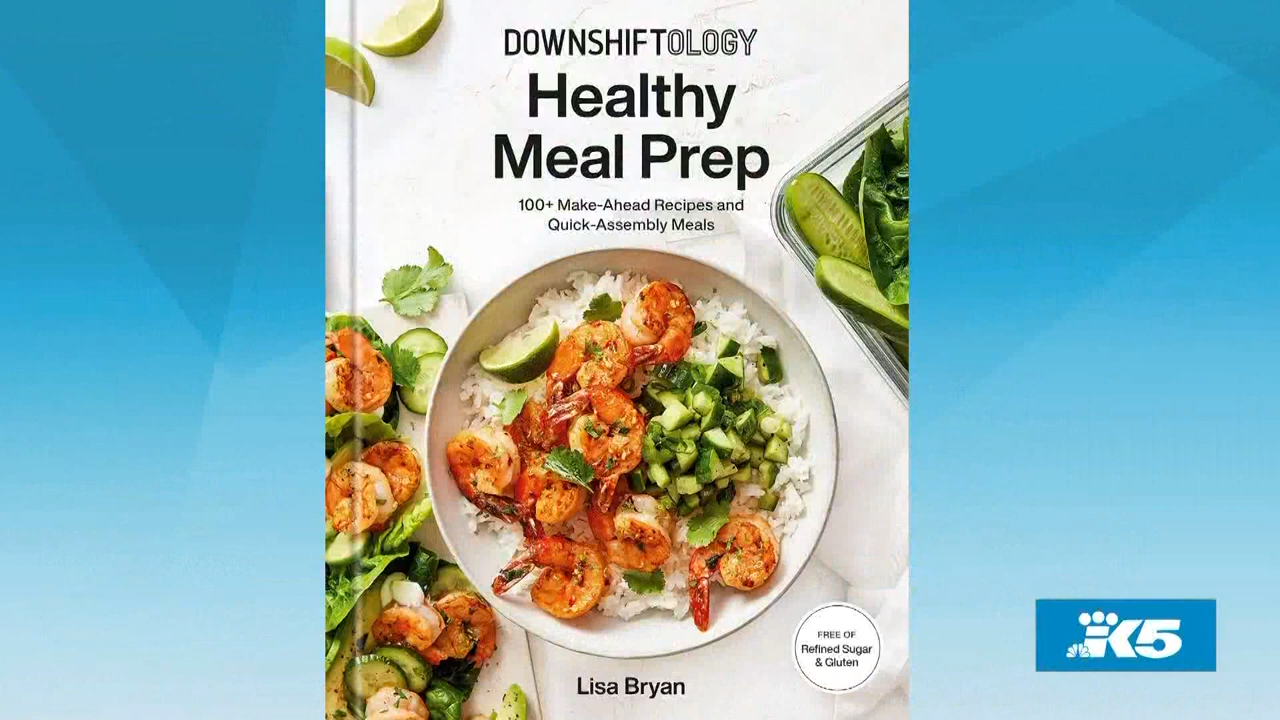 DOWNSHIFTOLOGY
Healthy
Meal Prep
100+ Make-Ahead Recipes and
Quick-Assembly Meals
FREE OF
Refined Sugar
& Gluten
Lisa Bryan
K5